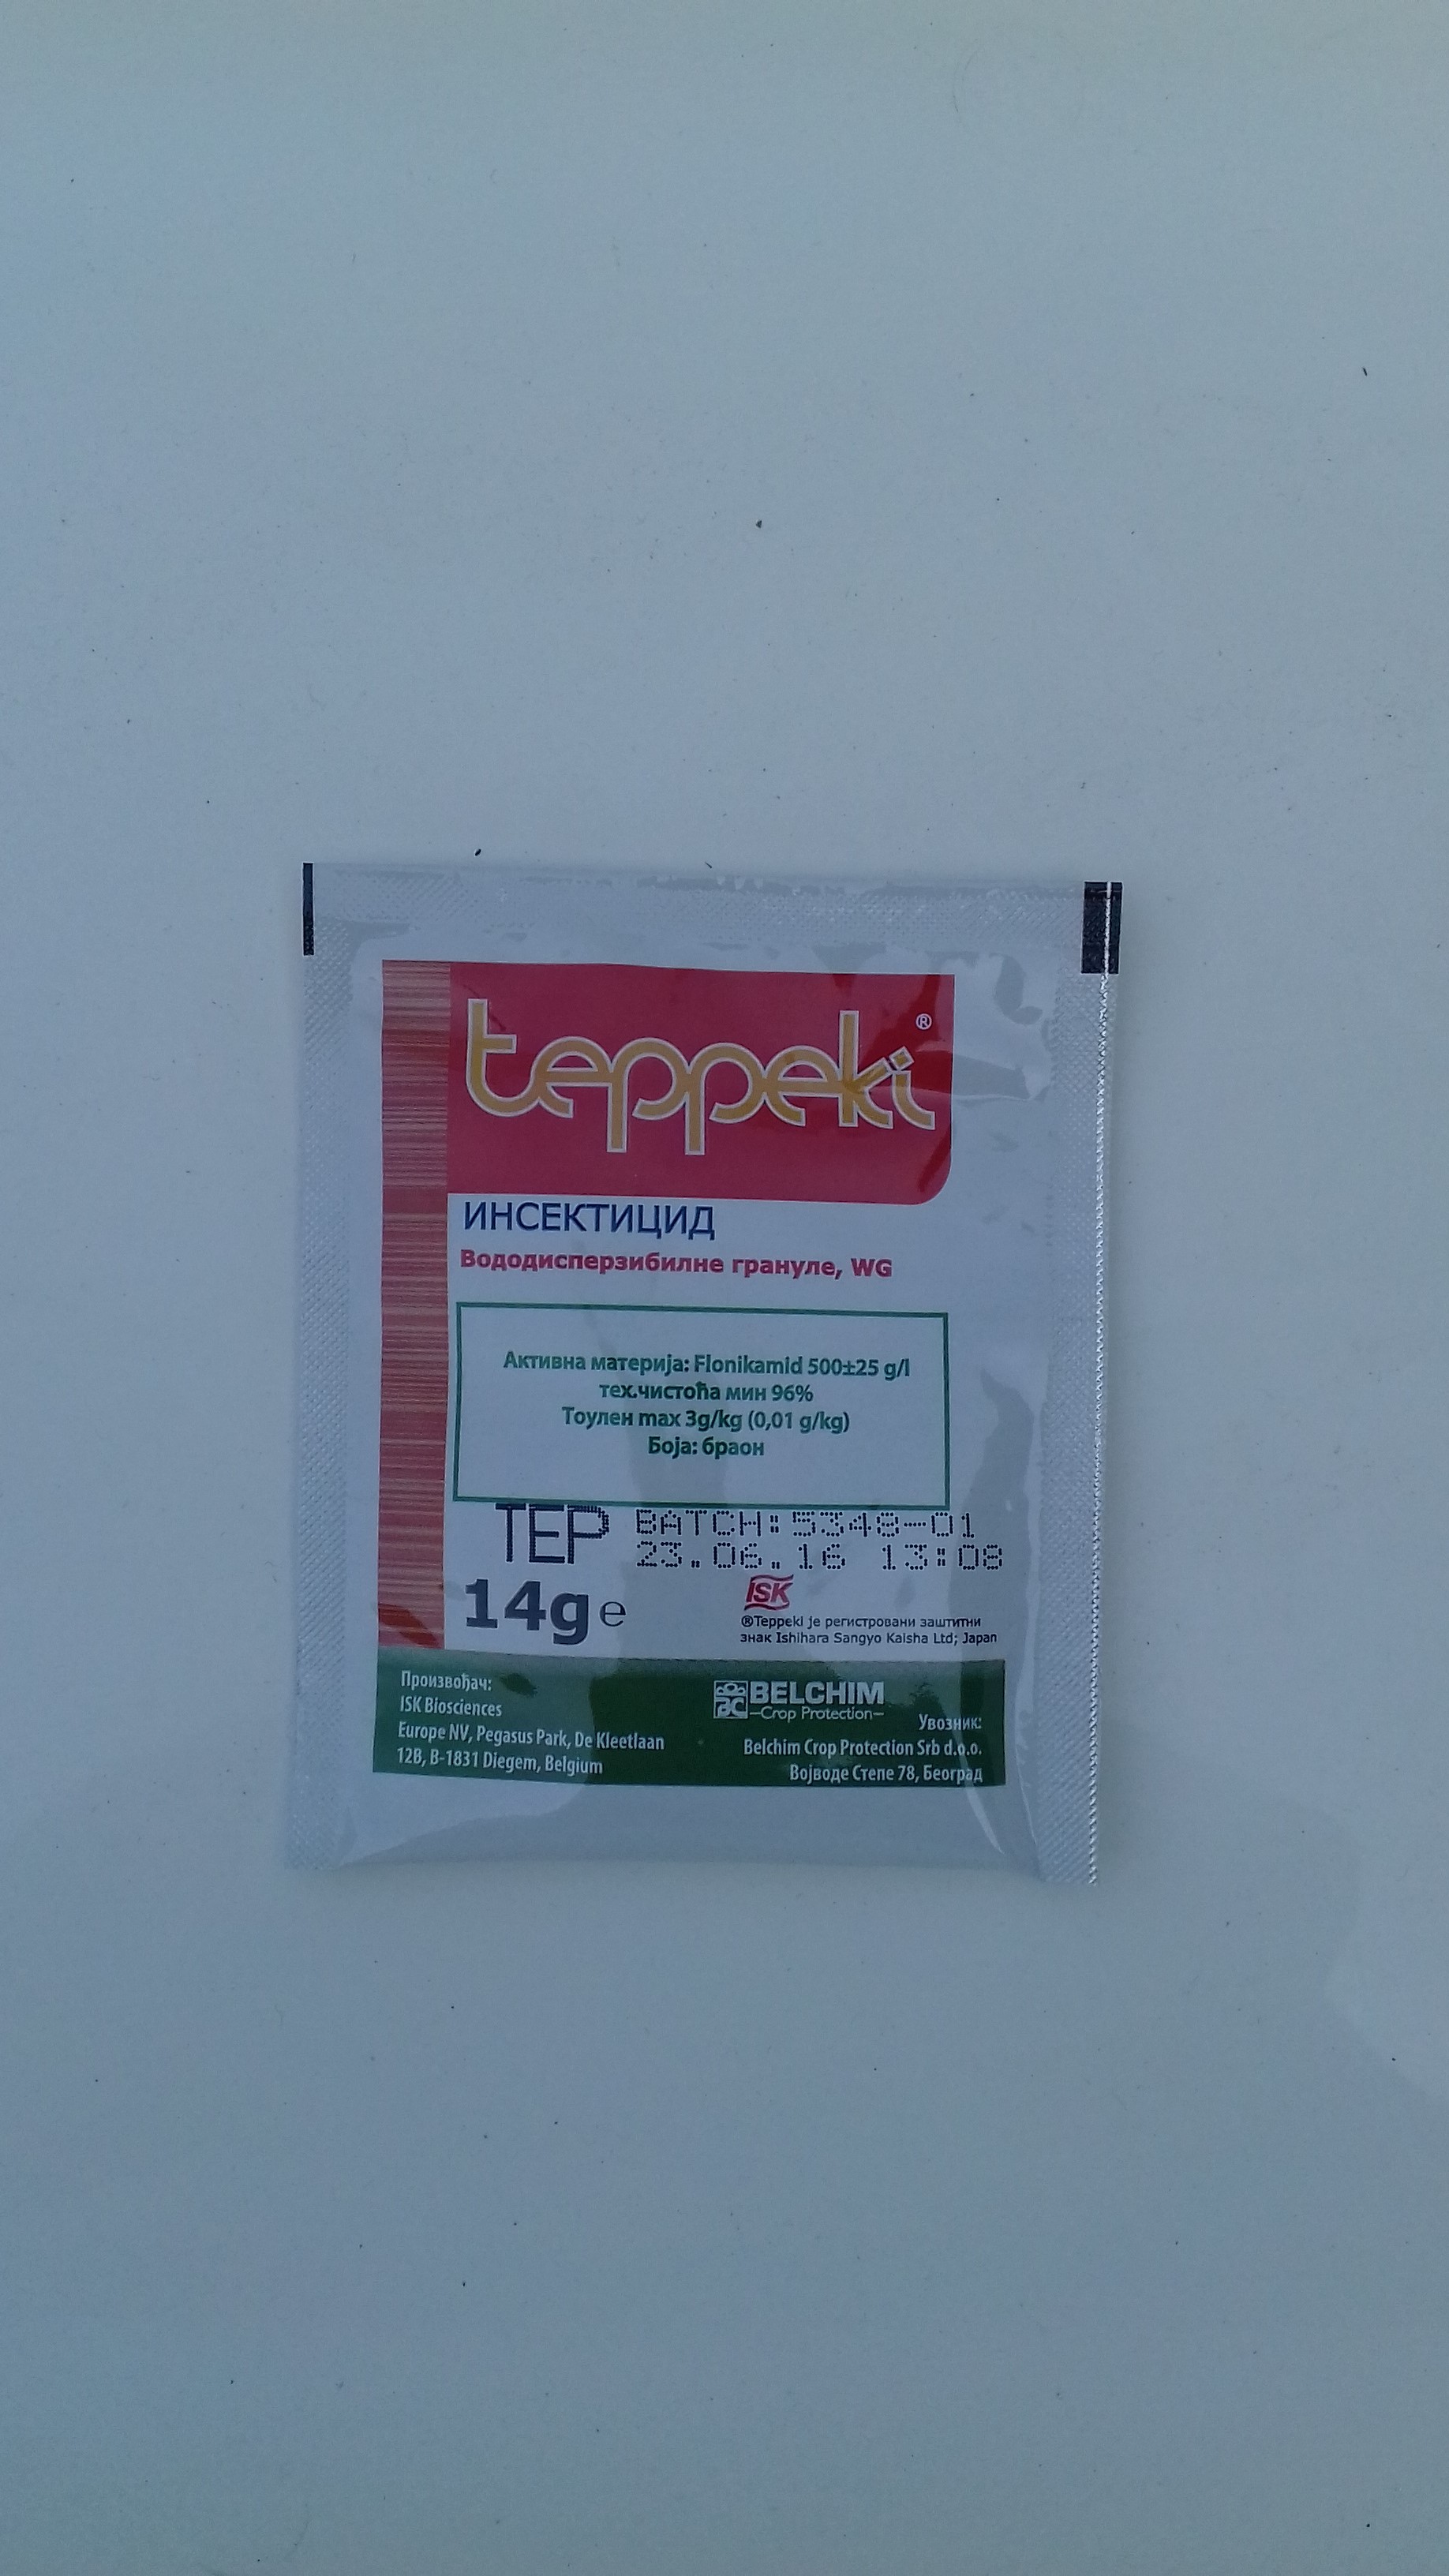 teppeki®
ИНСЕКТИЦИД
Вододисперзибилне грануле, WG
Активна материја: Flonikamid 500±25 g/l
тех.чистоћа мин 96%
Тоулен max 3g/kg (0,01 g/kg)
Боја: браон
TEP
BATCH:5348-01
23.06.16 13:08
14g e
ISK
®Teppeki је регистровани заштитни
знак Ishihara Sangyo Kaisha Ltd; Japan
Произвођач:
ISK Biosciences
Europe NV, Pegasus Park, De Kleetlaan
12B, B-1831 Diegem, Belgium
BELCHIM
Crop Protection
Увозник:
Belchim Crop Protection Srb d.o.o.
Војводе Степе 78, Београд